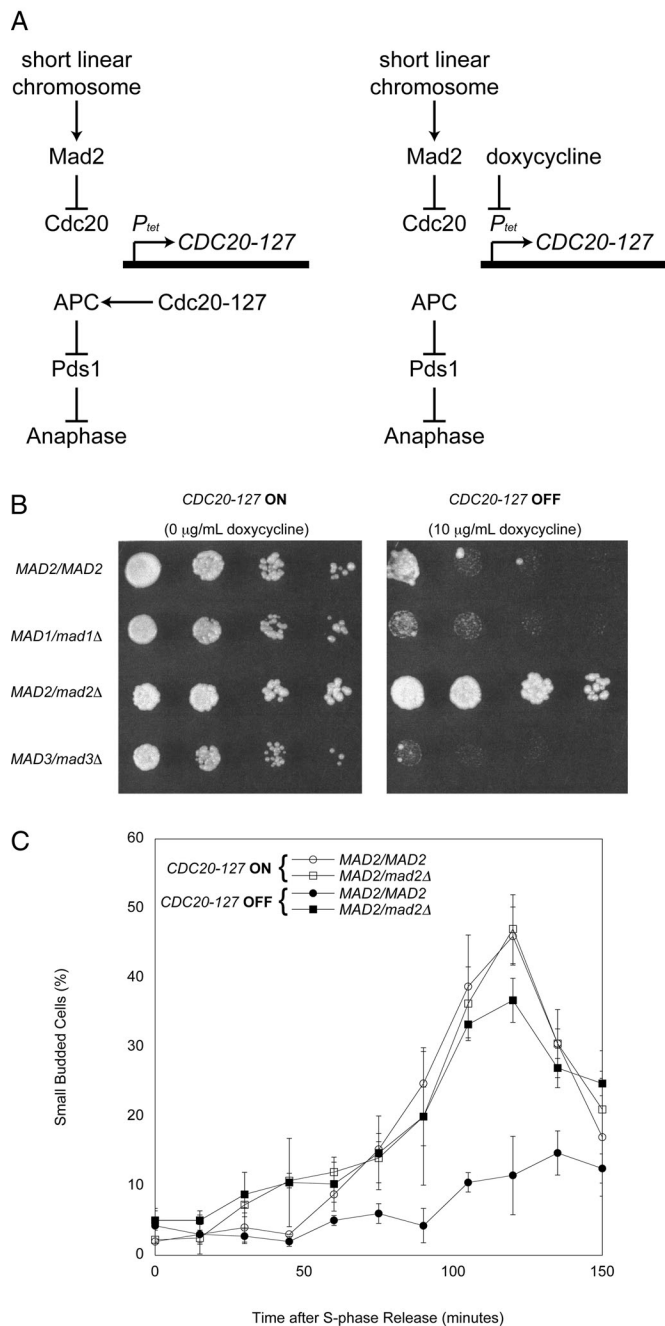 A
short linear
chromosome
Mad2
Cdc20
Ptet
CDC20-127
APC
Cdc20-127
Pds1
Anaphase
short linear
chromosome
Mad2 doxycycline
Cdc20
Ptet
CDC20-127
APC
Pds1
Anaphase
B
CDC20-127 ON
(0 μg/mL doxycycline)
CDC20-127 OFF
(10 μg/mL doxycycline)
MAD2/MAD2
MAD1/mad1Δ
MAD2/mad2Δ
MAD3/mad3Δ
C
CDC20-127 ON { MAD2/MAD2
MAD2/mad2Δ
CDC20-127 OFF { MAD2/MAD2
MAD2/mad2Δ
60
50
40
30
20
10
0
Small Budded Cells (%)
0 50 100 150
Time after S-phase Release (minutes)